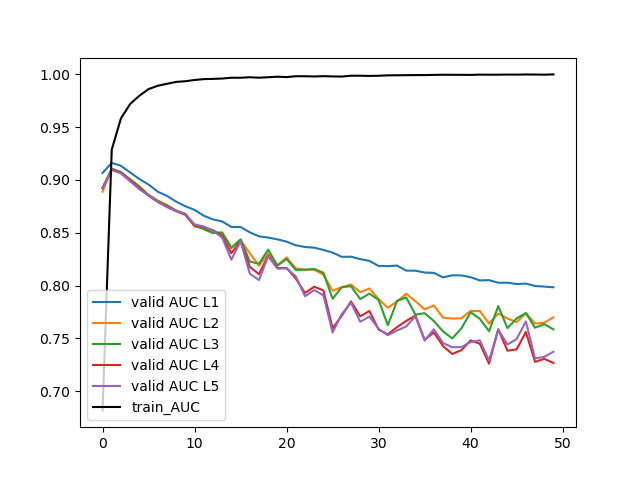 1.00
0.95
0.90
0.85
0.80
0.75
0.70
valid AUC L1
valid AUC L2
valid AUC L3
valid AUC L4
valid AUC L5
train_AUC
0 10 20 30 40 50